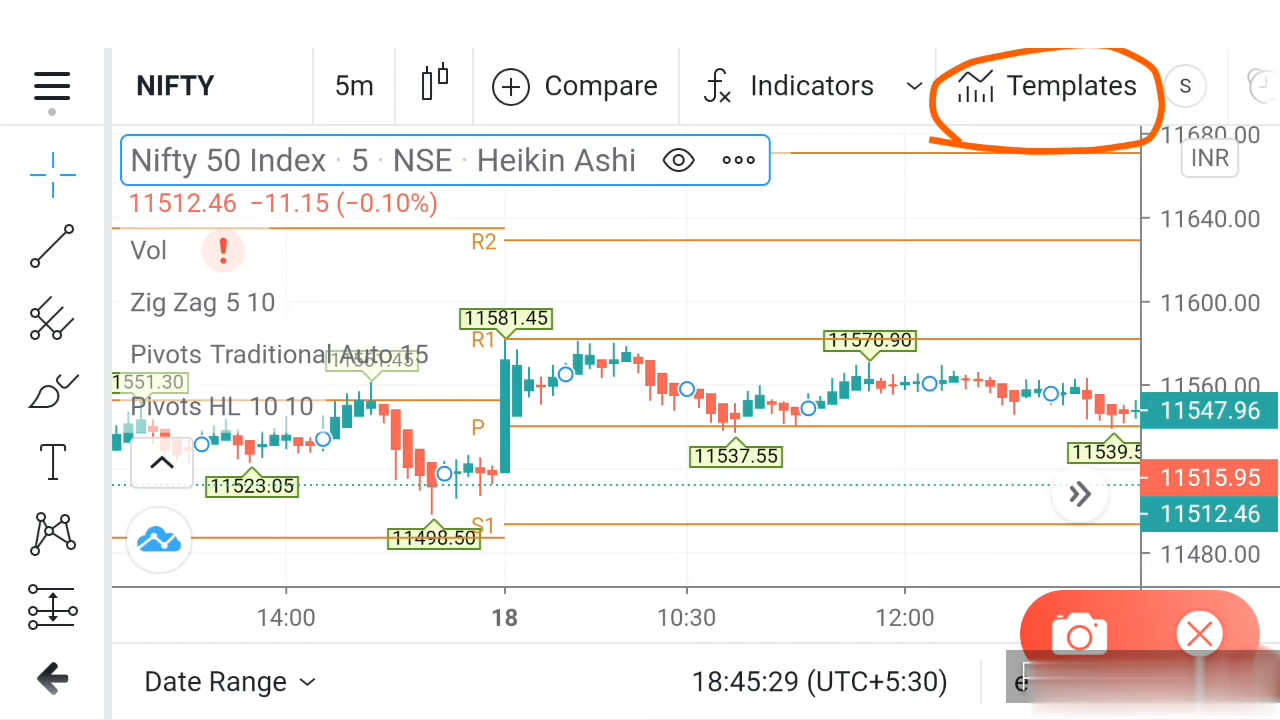 NIFTY 5m Compare Indicators Templates S
Nifty 50 Index · 5 · NSE · Heikin Ashi
11512.46 −11.15 (−0.10%)
Vol !
Zig Zag 5 10
Pivots Traditional Auto 15
Pivots HL 10 10
R2
R1
P
S1
11581.45
11570.90
1551.30
11537.55
11523.05
11498.50
11539.5
11680.00
INR
11640.00
11600.00
11560.00
11547.96
11515.95
11512.46
11480.00
14:00 18 10:30 12:00
Date Range 18:45:29 (UTC+5:30)